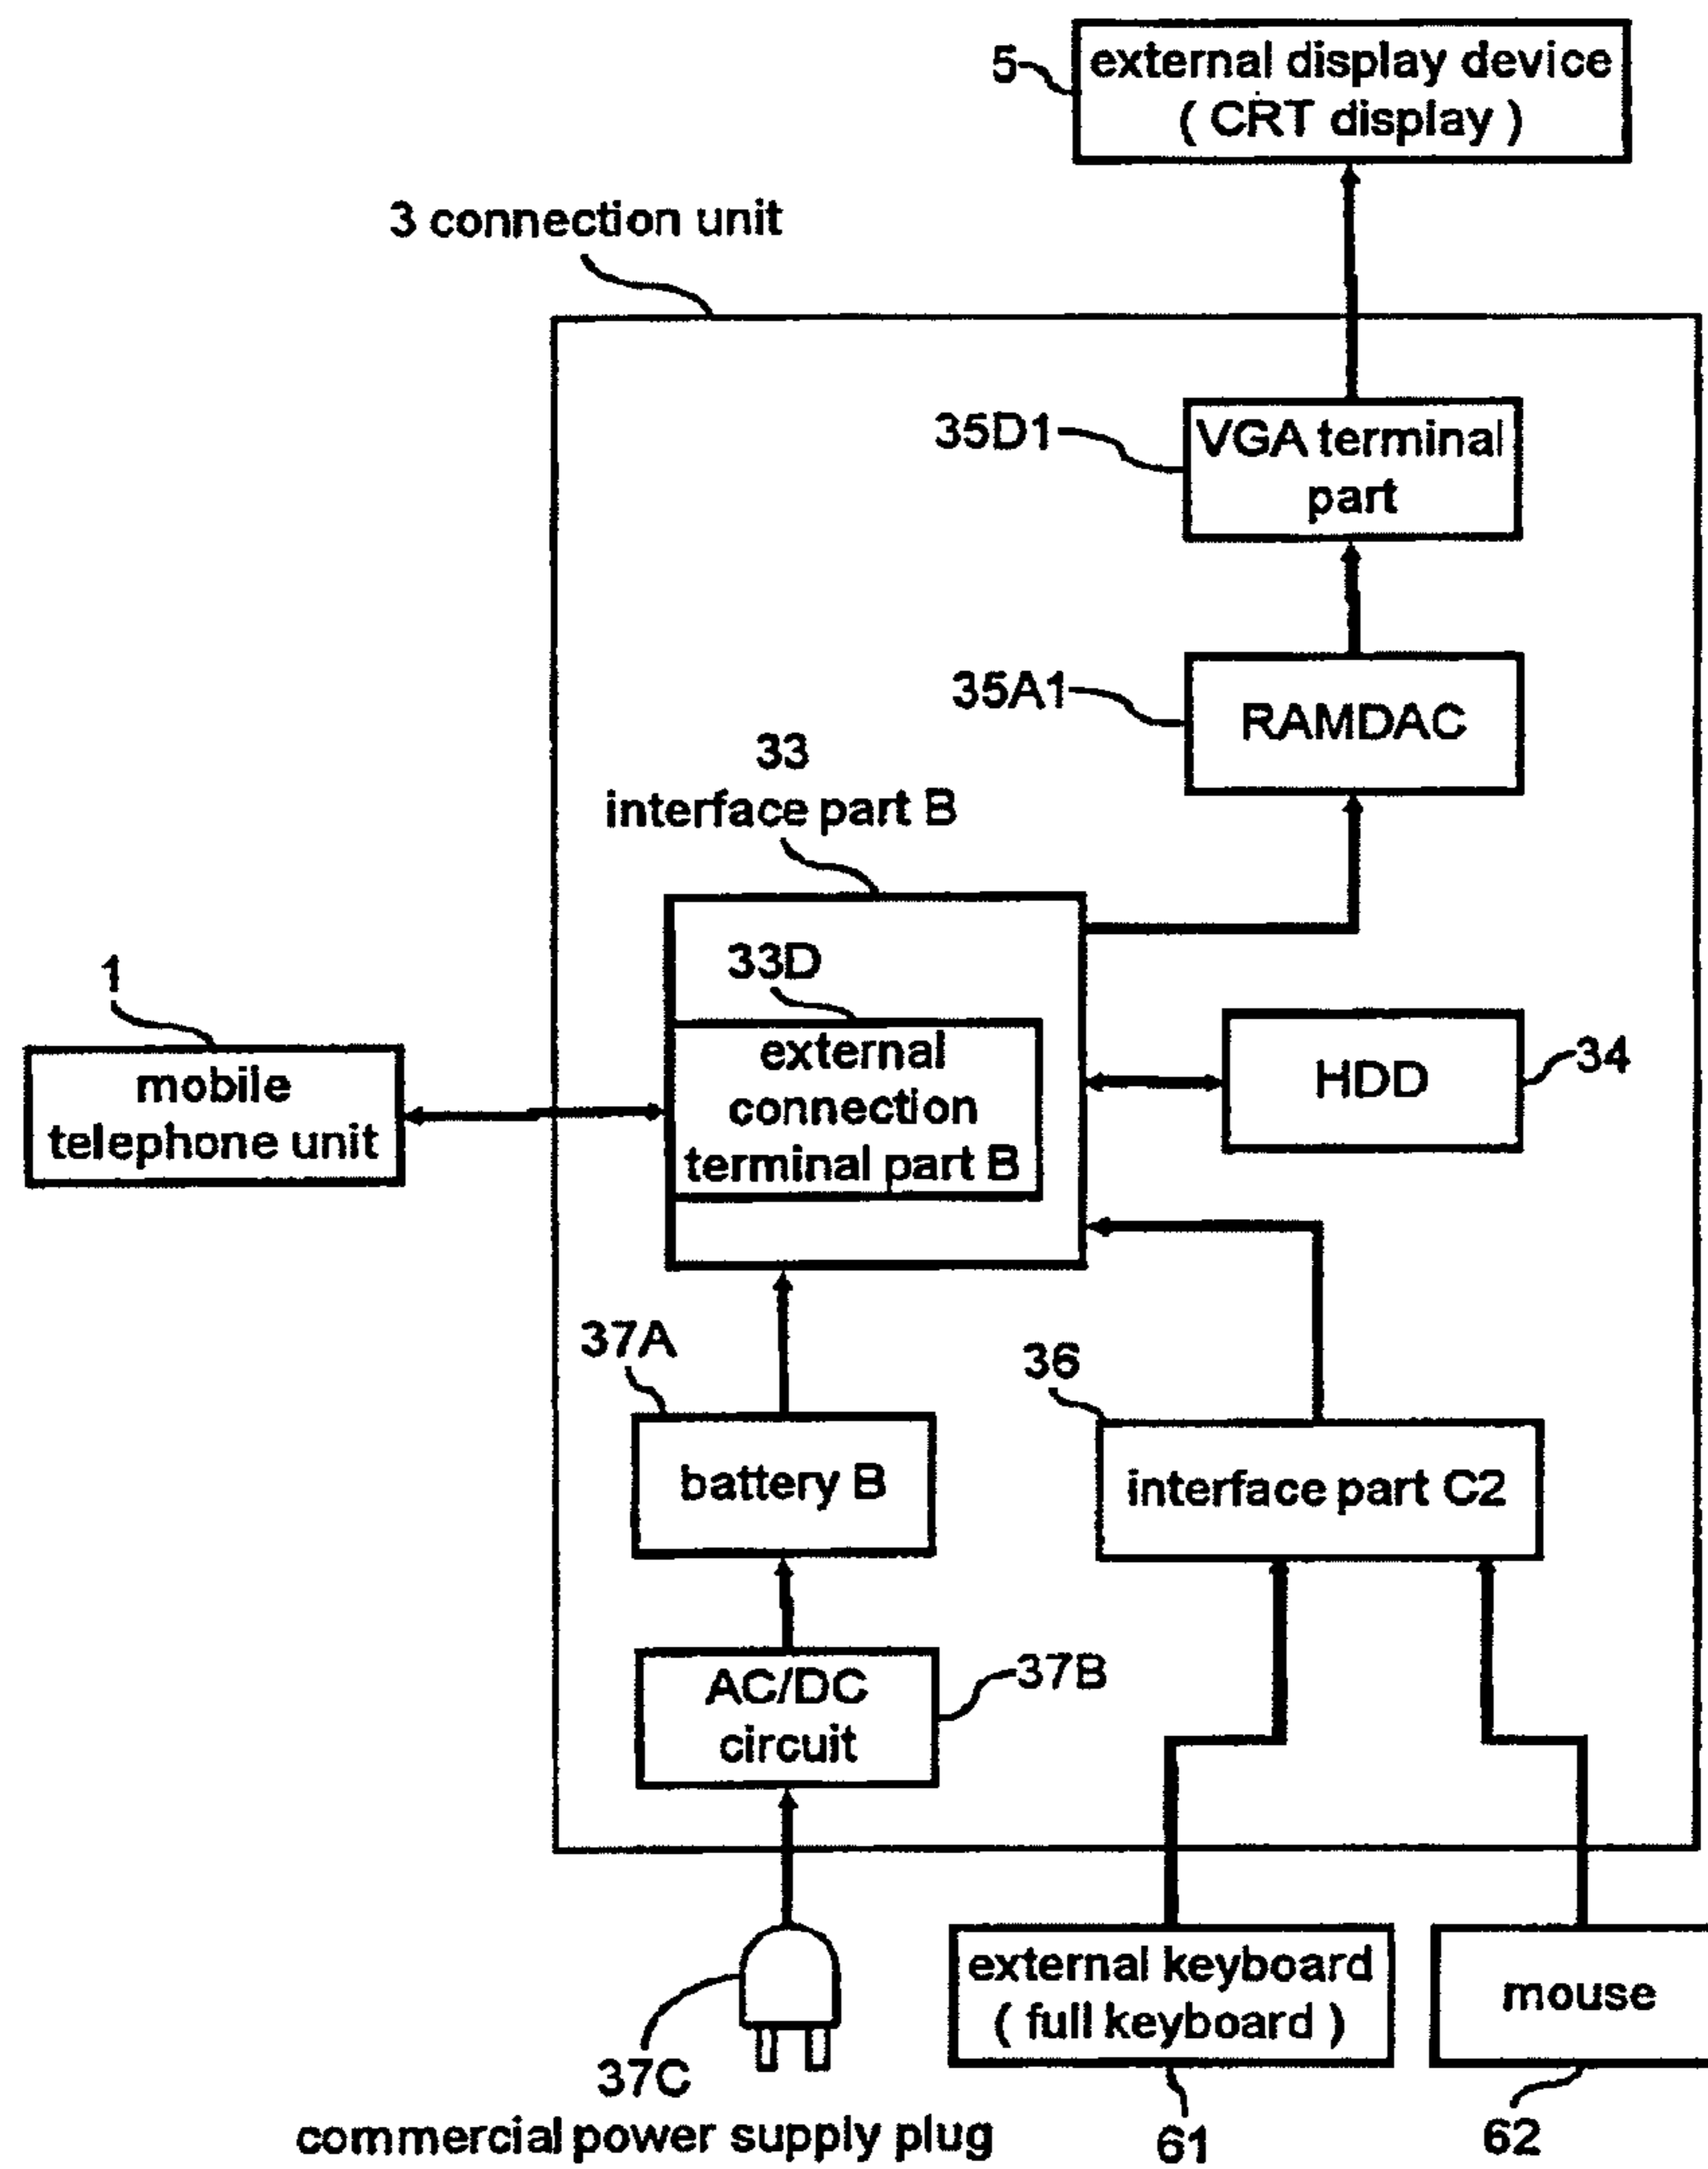 5
external display device
( CRT display )
3 connection unit
35D1
VGA terminal
part
35A1
RAMDAC
33
interface part B
33D
external
connection
terminal part B
1
mobile
telephone unit
HDD
34
37A
battery B
36
interface part C2
AC/DC
circuit
37B
37C
commercial power supply plug
external keyboard
( full keyboard )
61
mouse
62